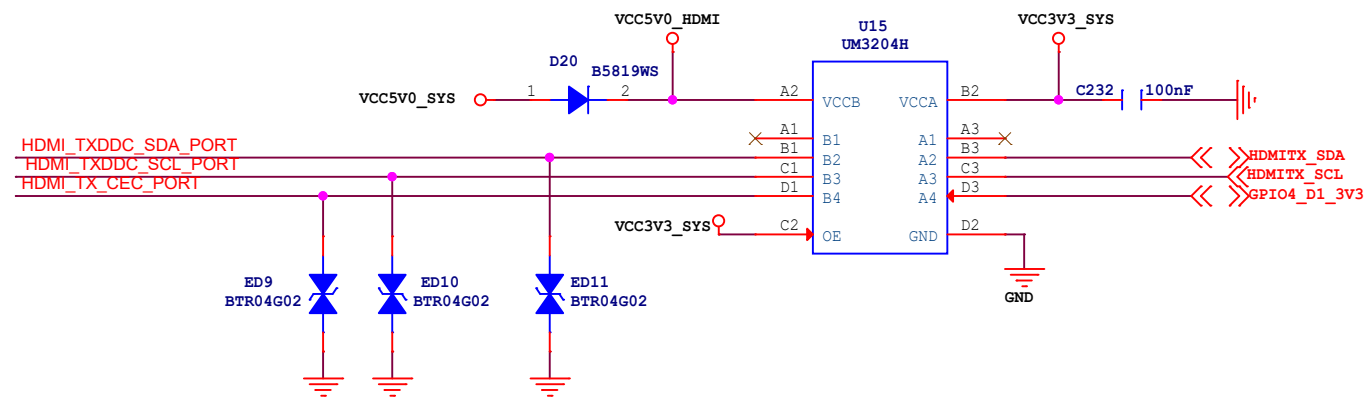 VCC5V0_HDMI
VCC3V3_SYS
U15
UM3204H
D20
B5819WS
VCC5V0_SYS
1
2
A2
VCCB
VCCA
B2
C232
100nF
A1
B1
A1
A3
HDMI_TXDDC_SDA_PORT
B1
B2
A2
B3
HDMITX_SDA
HDMI_TXDDC_SCL_PORT
C1
B3
A3
C3
HDMITX_SCL
HDMI_TX_CEC_PORT
D1
B4
A4
D3
GPIO4_D1_3V3
VCC3V3_SYS
C2
OE
GND
D2
ED9
BTR04G02
ED10
BTR04G02
ED11
BTR04G02
GND